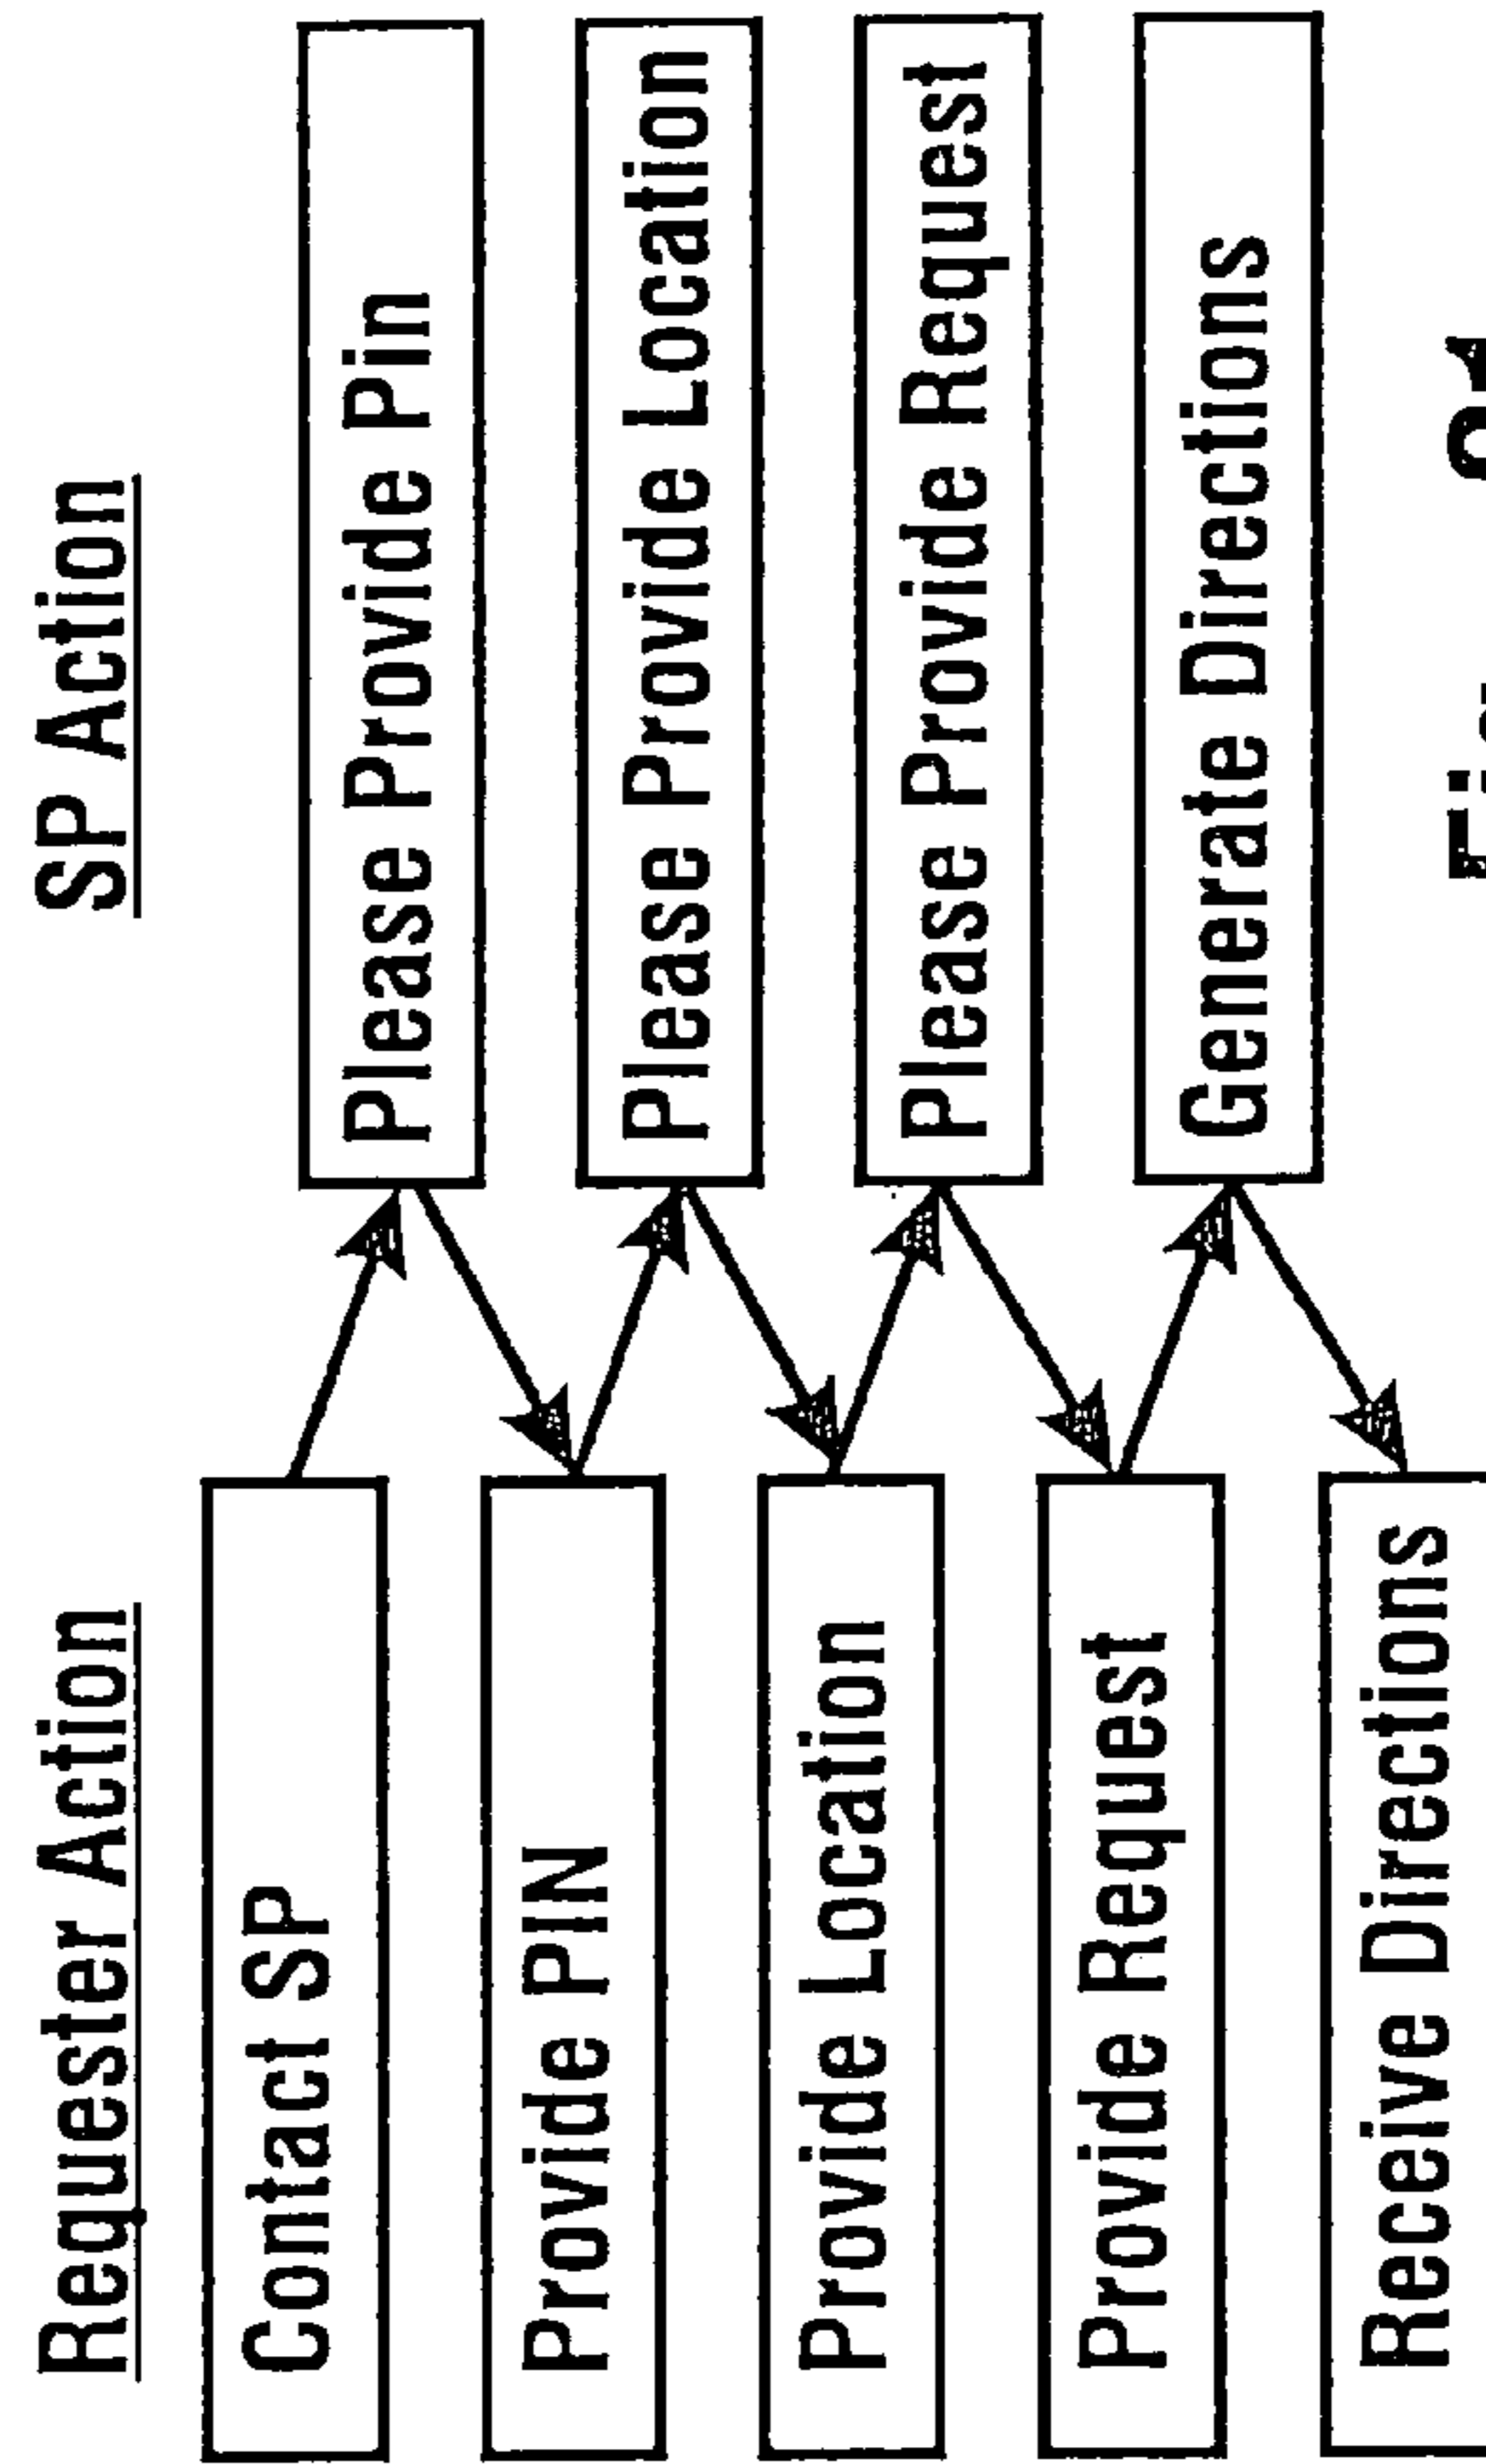 Requester Action
SP Action
Contact SP
Please Provide Pin
Provide PIN
Please Provide Location
Provide Location
Please Provide Request
Provide Request
Generate Directions
Receive Directions